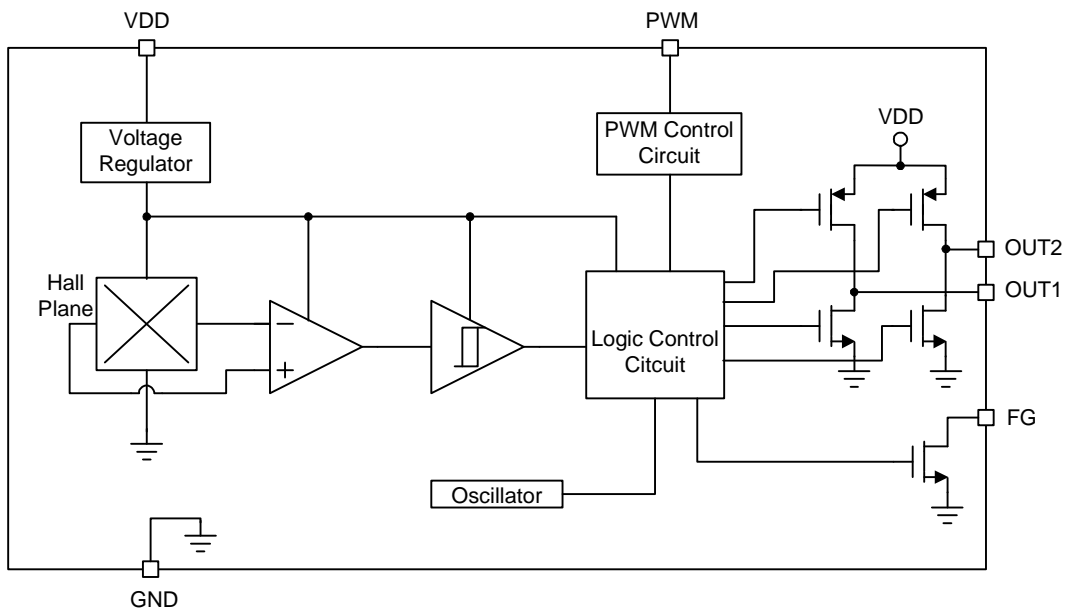 VDD
PWM
Voltage
Regulator
PWM Control
Circuit
VDD
Hall
Plane
−
+
Logic Control
Citcuit
OUT2
OUT1
FG
Oscillator
GND